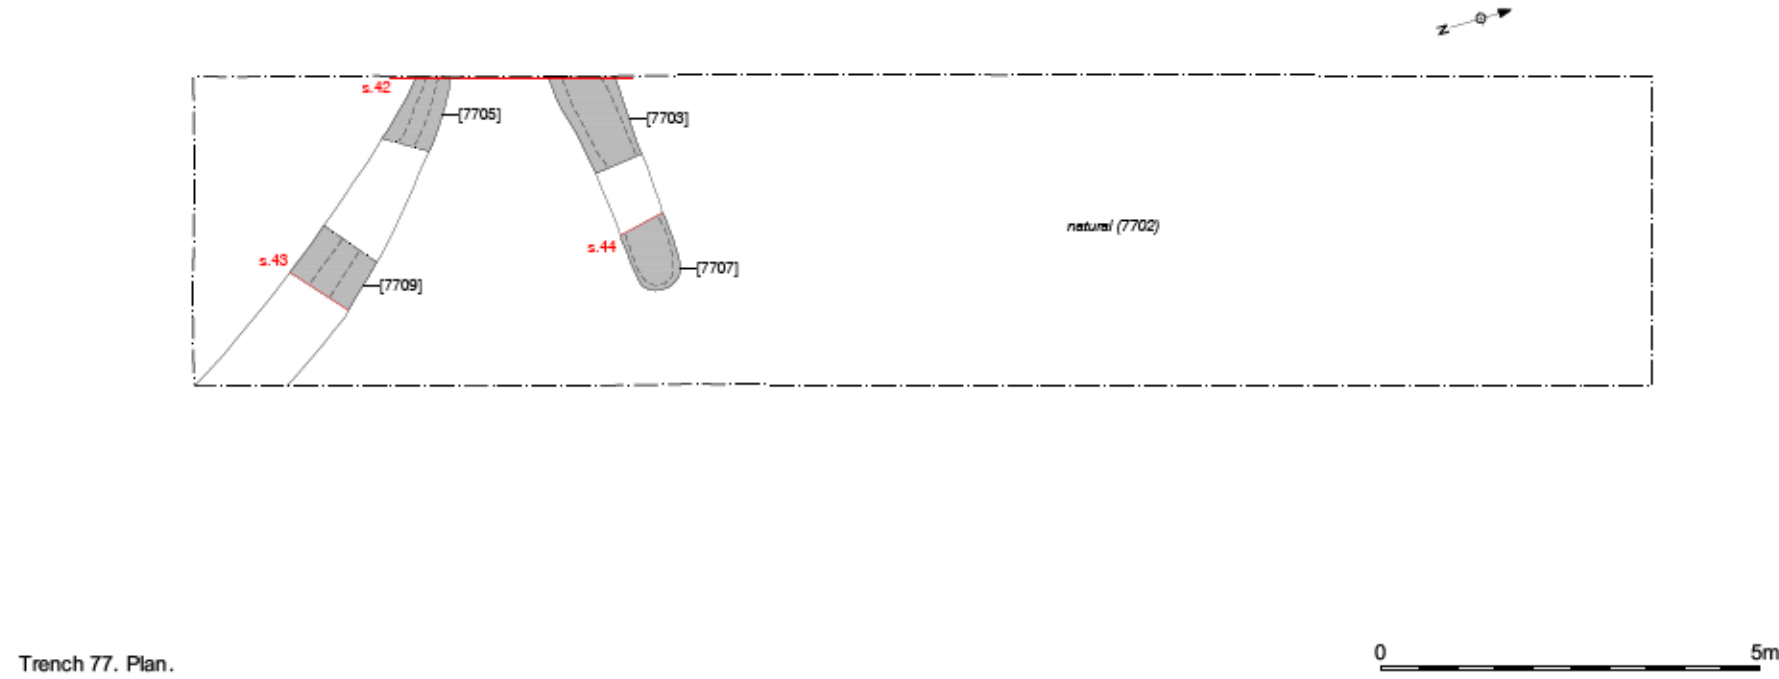 N
s.42
[7705]
[7703]
natural (7702)
s.44
s.43
[7707]
[7709]
0 5m
Trench 77. Plan.